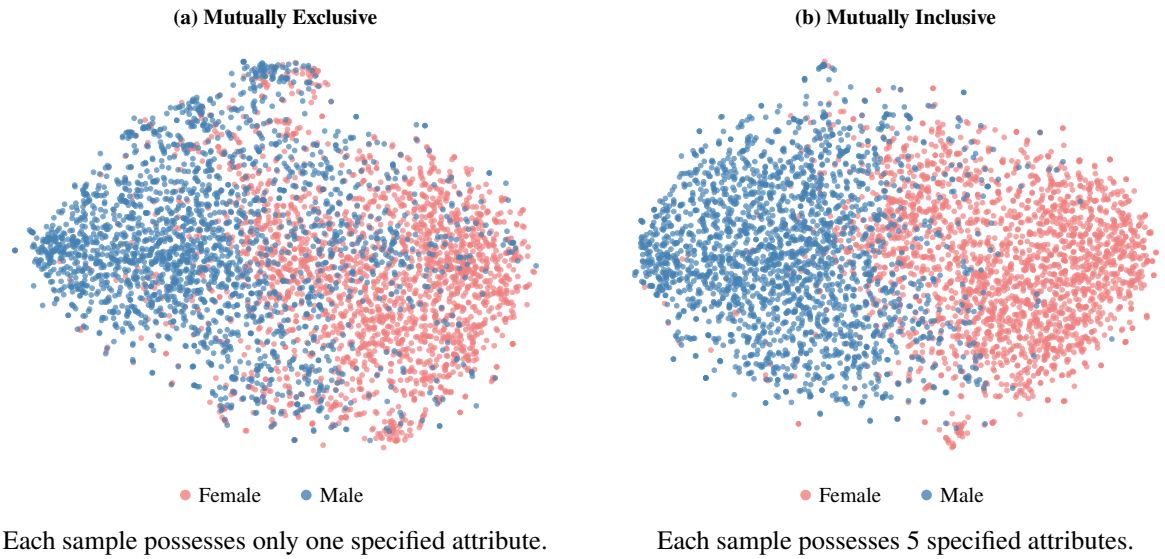 (a) Mutually Exclusive
(b) Mutually Inclusive
Female Male
Female Male
Each sample possesses only one specified attribute.
Each sample possesses 5 specified attributes.